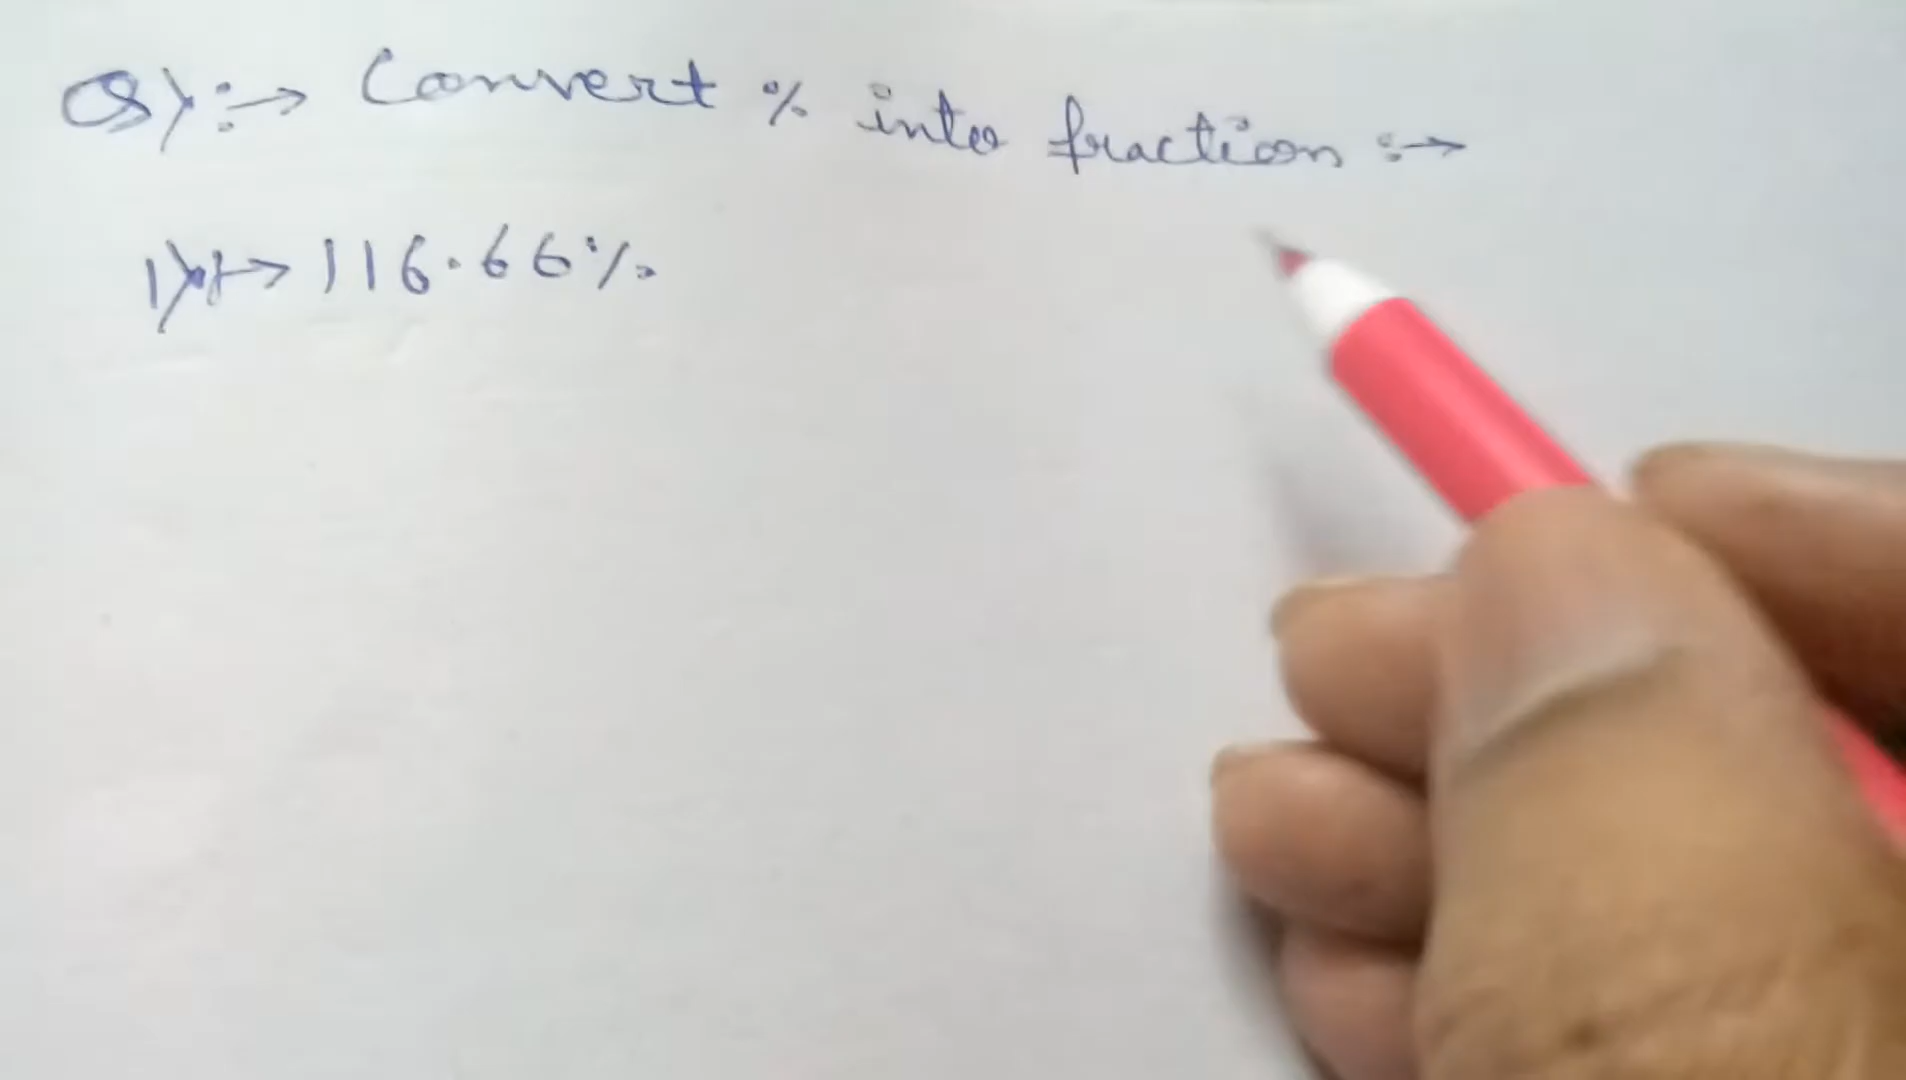 Q) :→ Convert % into fraction :→
1) :→ 116.66%